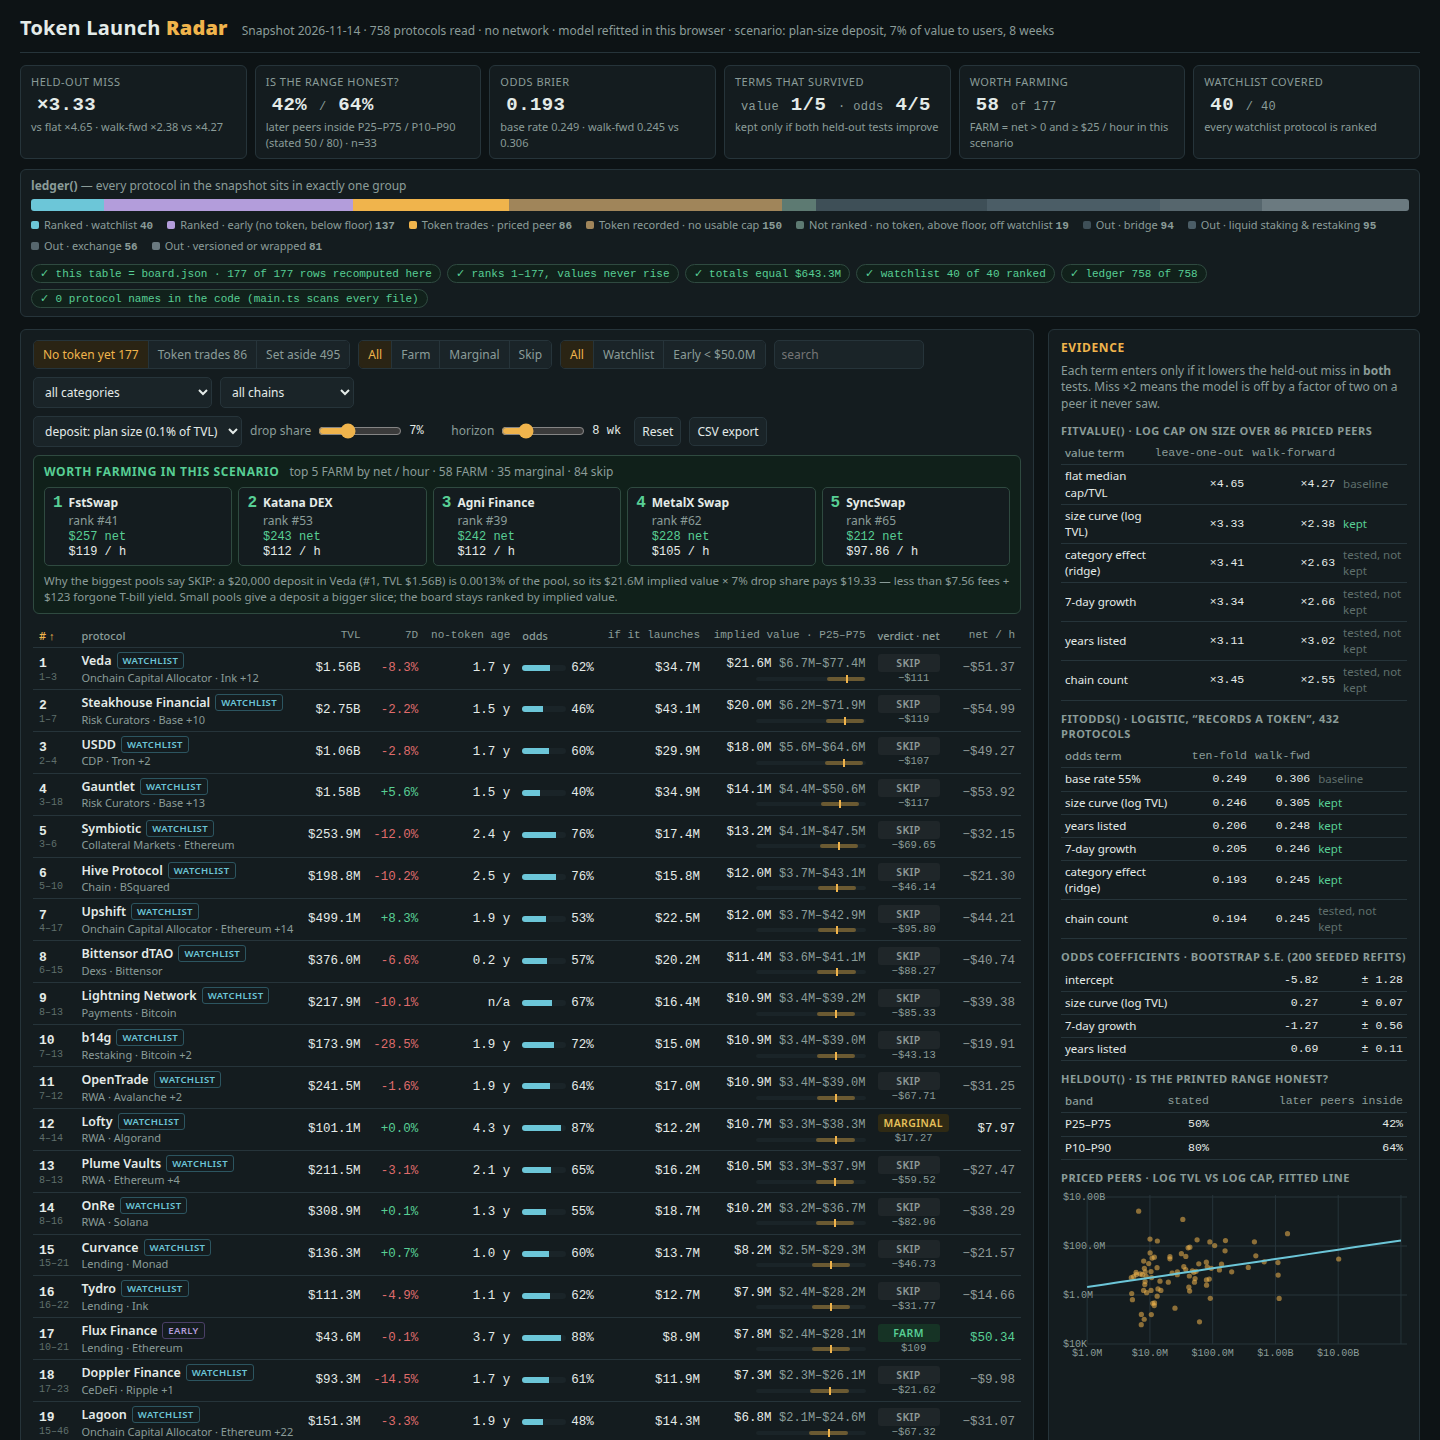 Token Launch Radar Snapshot 2026-11-14 · 758 protocols read · no network · model refitted in this browser · scenario: plan-size deposit, 7% of value to users, 8 weeks
HELD-OUT MISS
×3.33
vs flat ×4.65 · walk-fwd ×2.38 vs ×4.27
IS THE RANGE HONEST?
42% / 64%
later peers inside P25–P75 / P10–P90
(stated 50 / 80) · n=33
ODDS BRIER
0.193
base rate 0.249 · walk-fwd 0.245 vs
0.306
TERMS THAT SURVIVED
value 1/5 · odds 4/5
kept only if both held-out tests improve
WORTH FARMING
58 of 177
FARM = net > 0 and ≥ $25 / hour in this
scenario
WATCHLIST COVERED
40 / 40
every watchlist protocol is ranked
ledger() — every protocol in the snapshot sits in exactly one group
Ranked · watchlist 40 Ranked · early (no token, below floor) 137 Token trades · priced peer 86 Token recorded · no usable cap 150 Not ranked · no token, above floor, off watchlist 19 Out · bridge 94 Out · liquid staking & restaking 95
Out · exchange 56 Out · versioned or wrapped 81
✓ this table = board.json · 177 of 177 rows recomputed here ✓ ranks 1–177, values never rise ✓ totals equal $643.3M ✓ watchlist 40 of 40 ranked ✓ ledger 758 of 758
✓ 0 protocol names in the code (main.ts scans every file)
No token yet 177 Token trades 86 Set aside 495 All Farm Marginal Skip All Watchlist Early < $50.0M search
all categories all chains
deposit: plan size (0.1% of TVL) drop share 7% horizon 8 wk Reset CSV export
WORTH FARMING IN THIS SCENARIO top 5 FARM by net / hour · 58 FARM · 35 marginal · 84 skip
1 FstSwap
rank #41
$257 net
$119 / h
2 Katana DEX
rank #53
$243 net
$112 / h
3 Agni Finance
rank #39
$242 net
$112 / h
4 MetalX Swap
rank #62
$228 net
$105 / h
5 SyncSwap
rank #65
$212 net
$97.86 / h
Why the biggest pools say SKIP: a $20,000 deposit in Veda (#1, TVL $1.56B) is 0.0013% of the pool, so its $21.6M implied value × 7% drop share pays $19.33 — less than $7.56 fees +
$123 forgone T-bill yield. Small pools give a deposit a bigger slice; the board stays ranked by implied value.
# ↑ protocol TVL 7D no-token age odds if it launches implied value · P25–P75 verdict · net net / h
1 Veda WATCHLIST $1.56B -8.3% 1.7 y 62% $34.7M $21.6M $6.7M–$77.4M SKIP −$51.37
1–3 Onchain Capital Allocator · Ink +12 −$111
2 Steakhouse Financial WATCHLIST $2.75B -2.2% 1.5 y 46% $43.1M $20.0M $6.2M–$71.9M SKIP −$54.99
1–7 Risk Curators · Base +10 −$119
3 USDD WATCHLIST $1.06B -2.8% 1.7 y 60% $29.9M $18.0M $5.6M–$64.6M SKIP −$49.27
2–4 CDP · Tron +2 −$107
4 Gauntlet WATCHLIST $1.58B +5.6% 1.5 y 40% $34.9M $14.1M $4.4M–$50.6M SKIP −$53.92
3–18 Risk Curators · Base +13 −$117
5 Symbiotic WATCHLIST $253.9M -12.0% 2.4 y 76% $17.4M $13.2M $4.1M–$47.5M SKIP −$32.15
3–6 Collateral Markets · Ethereum −$69.65
6 Hive Protocol WATCHLIST $198.8M -10.2% 2.5 y 76% $15.8M $12.0M $3.7M–$43.1M SKIP −$21.30
5–10 Chain · BSquared −$46.14
7 Upshift WATCHLIST $499.1M +8.3% 1.9 y 53% $22.5M $12.0M $3.7M–$42.9M SKIP −$44.21
4–17 Onchain Capital Allocator · Ethereum +14 −$95.80
8 Bittensor dTAO WATCHLIST $376.0M -6.6% 0.2 y 57% $20.2M $11.4M $3.6M–$41.1M SKIP −$40.74
6–15 Dexs · Bittensor −$88.27
9 Lightning Network WATCHLIST $217.9M -10.1% n/a 67% $16.4M $10.9M $3.4M–$39.2M SKIP −$39.38
8–13 Payments · Bitcoin −$85.33
10 b14g WATCHLIST $173.9M -28.5% 1.9 y 72% $15.0M $10.9M $3.4M–$39.0M SKIP −$19.91
7–13 Restaking · Bitcoin +2 −$43.13
11 OpenTrade WATCHLIST $241.5M -1.6% 1.9 y 64% $17.0M $10.9M $3.4M–$39.0M SKIP −$31.25
7–12 RWA · Avalanche +2 −$67.71
12 Lofty WATCHLIST $101.1M +0.0% 4.3 y 87% $12.2M $10.7M $3.3M–$38.3M MARGINAL $7.97
4–14 RWA · Algorand $17.27
13 Plume Vaults WATCHLIST $211.5M -3.1% 2.1 y 65% $16.2M $10.5M $3.3M–$37.9M SKIP −$27.47
8–13 RWA · Ethereum +4 −$59.52
14 OnRe WATCHLIST $308.9M +0.1% 1.3 y 55% $18.7M $10.2M $3.2M–$36.7M SKIP −$38.29
8–16 RWA · Solana −$82.96
15 Curvance WATCHLIST $136.3M +0.7% 1.0 y 60% $13.7M $8.2M $2.5M–$29.3M SKIP −$21.57
15–21 Lending · Monad −$46.73
16 Tydro WATCHLIST $111.3M -4.9% 1.1 y 62% $12.7M $7.9M $2.4M–$28.2M SKIP −$14.66
16–22 Lending · Ink −$31.77
17 Flux Finance EARLY $43.6M -0.1% 3.7 y 88% $8.9M $7.8M $2.4M–$28.1M FARM $50.34
10–21 Lending · Ethereum $109
18 Doppler Finance WATCHLIST $93.3M -14.5% 1.7 y 61% $11.9M $7.3M $2.3M–$26.1M SKIP −$9.98
17–23 CeDeFi · Ripple +1 −$21.62
19 Lagoon WATCHLIST $151.3M -3.3% 1.9 y 48% $14.3M $6.8M $2.1M–$24.6M SKIP −$31.07
15–46 Onchain Capital Allocator · Ethereum +22 −$67.32
EVIDENCE
Each term enters only if it lowers the held-out miss in both
tests. Miss ×2 means the model is off by a factor of two on a
peer it never saw.
FITVALUE() · LOG CAP ON SIZE OVER 86 PRICED PEERS
value term leave-one-out walk-forward
flat median
cap/TVL ×4.65 ×4.27 baseline
size curve (log
TVL) ×3.33 ×2.38 kept
category effect
(ridge) ×3.41 ×2.63 tested, not
kept
7-day growth ×3.34 ×2.66 tested, not
kept
years listed ×3.11 ×3.02 tested, not
kept
chain count ×3.45 ×2.55 tested, not
kept
FITODDS() · LOGISTIC, “RECORDS A TOKEN”, 432
PROTOCOLS
odds term ten-fold walk-fwd
base rate 55% 0.249 0.306 baseline
size curve (log TVL) 0.246 0.305 kept
years listed 0.206 0.248 kept
7-day growth 0.205 0.246 kept
category effect
(ridge) 0.193 0.245 kept
chain count 0.194 0.245 tested, not
kept
ODDS COEFFICIENTS · BOOTSTRAP S.E. (200 SEEDED REFITS)
intercept -5.82 ± 1.28
size curve (log TVL) 0.27 ± 0.07
7-day growth -1.27 ± 0.56
years listed 0.69 ± 0.11
HELDOUT() · IS THE PRINTED RANGE HONEST?
band stated later peers inside
P25–P75 50% 42%
P10–P90 80% 64%
PRICED PEERS · LOG TVL VS LOG CAP, FITTED LINE
$10.00B
$100.0M
$1.0M
$10K
$1.0M $10.0M $100.0M $1.00B $10.00B